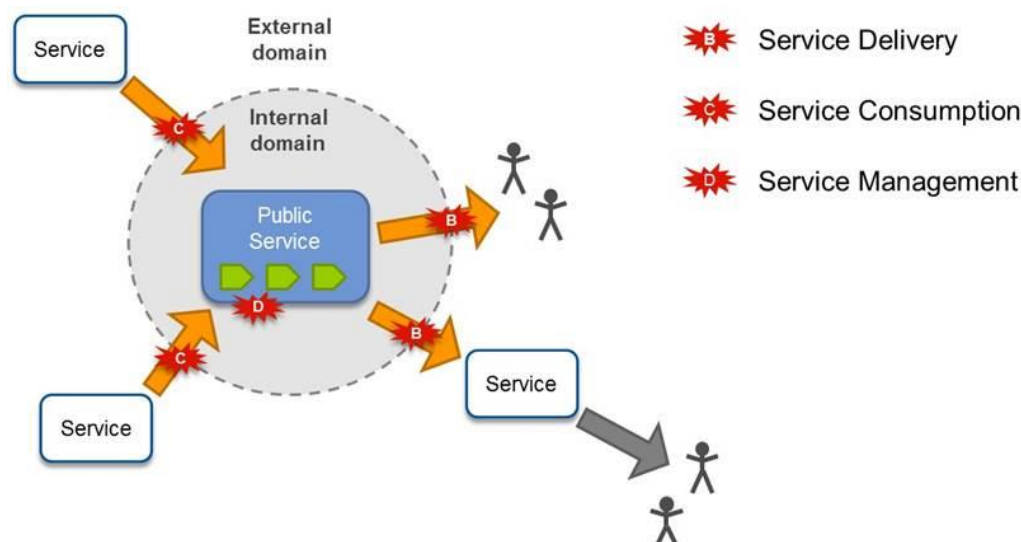 Service
External
domain
Internal
domain
C
Public
Service
B
D
B
C
Service
Service
B Service Delivery
C Service Consumption
D Service Management